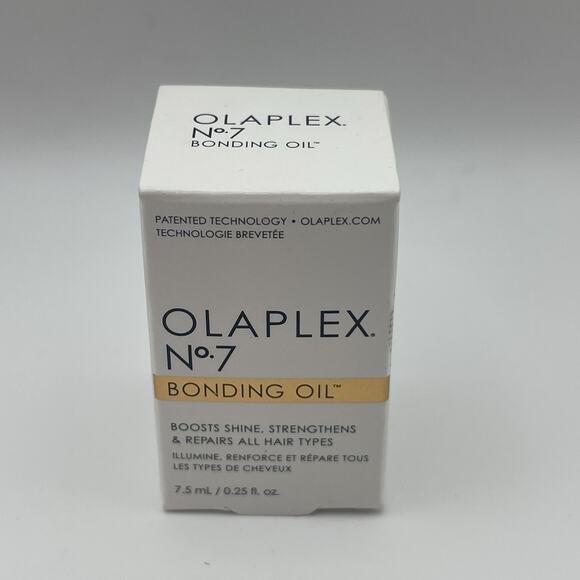 OLAPLEX.
Nº.7
BONDING OIL™
PATENTED TECHNOLOGY • OLAPLEX.COM
TECHNOLOGIE BREVETÉE
OLAPLEX.
Nº.7
BONDING OIL™
BOOSTS SHINE, STRENGTHENS
& REPAIRS ALL HAIR TYPES
ILLUMINE, RENFORCE ET RÉPARE TOUS
LES TYPES DE CHEVEUX
7.5 mL / 0.25 fl. oz.